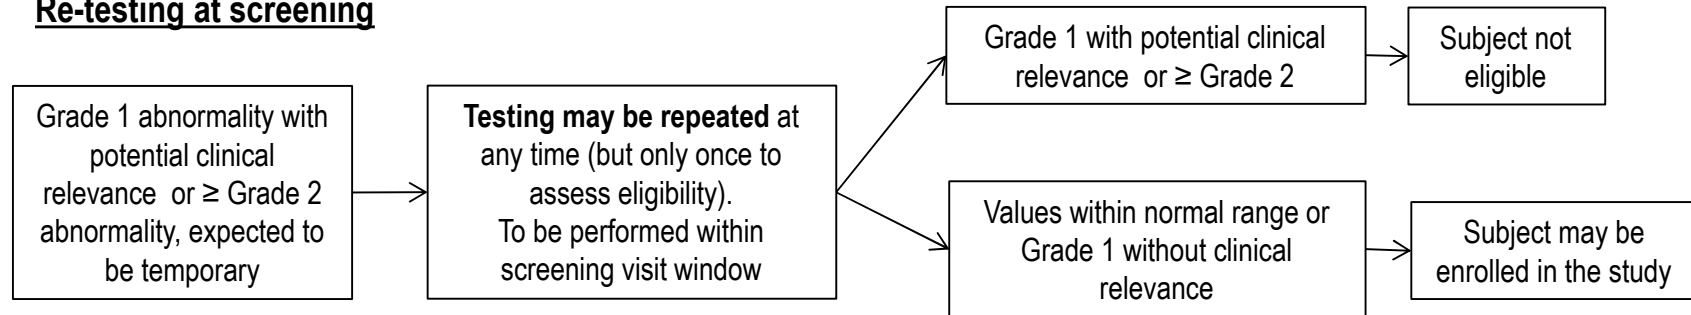 Re-testing at screening
Grade 1 abnormality with
potential clinical
relevance or ≥ Grade 2
abnormality, expected to
be temporary
Testing may be repeated at
any time (but only once to
assess eligibility).
To be performed within
screening visit window
Grade 1 with potential clinical
relevance or ≥ Grade 2
Subject not
eligible
Values within normal range or
Grade 1 without clinical
relevance
Subject may be
enrolled in the study